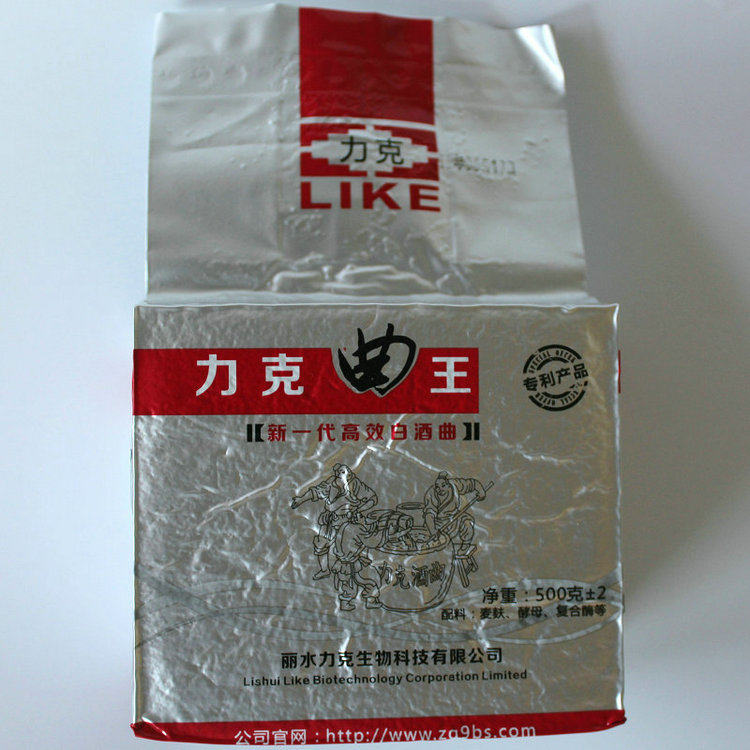 力克
LIKE
力克曲王
SPECIAL OFFER
专利产品
新一代高效白酒曲
力克酒曲
净重:500克±2
配料:麦麸、酵母、复合酶等
丽水力克生物科技有限公司
Lishui Like Biotechnology Corporation Limited
公司官网:http://www.zq9bs.com